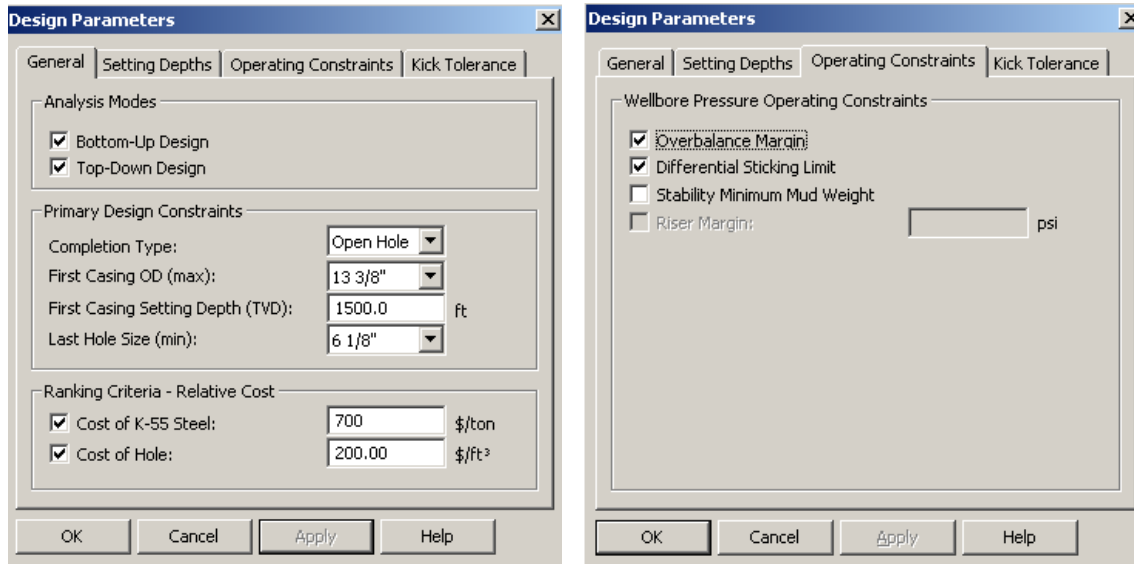 Design Parameters
General Setting Depths Operating Constraints Kick Tolerance
Analysis Modes
Bottom-Up Design
Top-Down Design
Primary Design Constraints
Completion Type: Open Hole
First Casing OD (max): 13 3/8"
First Casing Setting Depth (TVD): 1500.0 ft
Last Hole Size (min): 6 1/8"
Ranking Criteria - Relative Cost
Cost of K-55 Steel: 700 $/ton
Cost of Hole: 200.00 $/ft³
OK Cancel Apply Help
Design Parameters
General Setting Depths Operating Constraints Kick Tolerance
Wellbore Pressure Operating Constraints
Overbalance Margin
Differential Sticking Limit
Stability Minimum Mud Weight
Riser Margin: psi
OK Cancel Apply Help